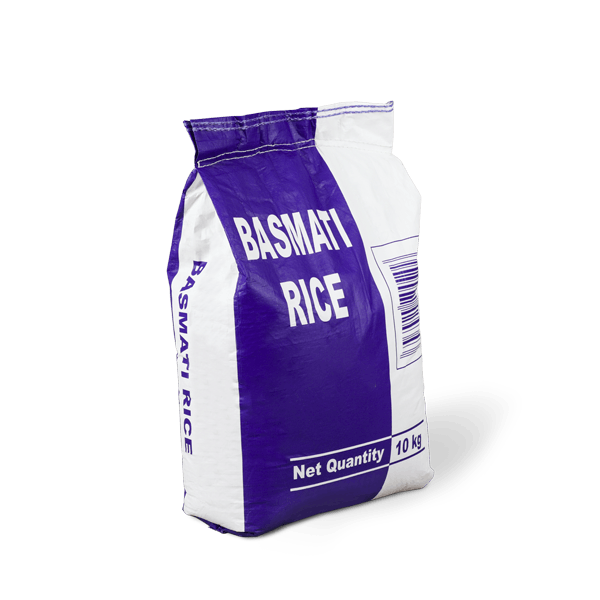 BASMATI
RICE
Net Quantity 10 kg
BASMATI RICE